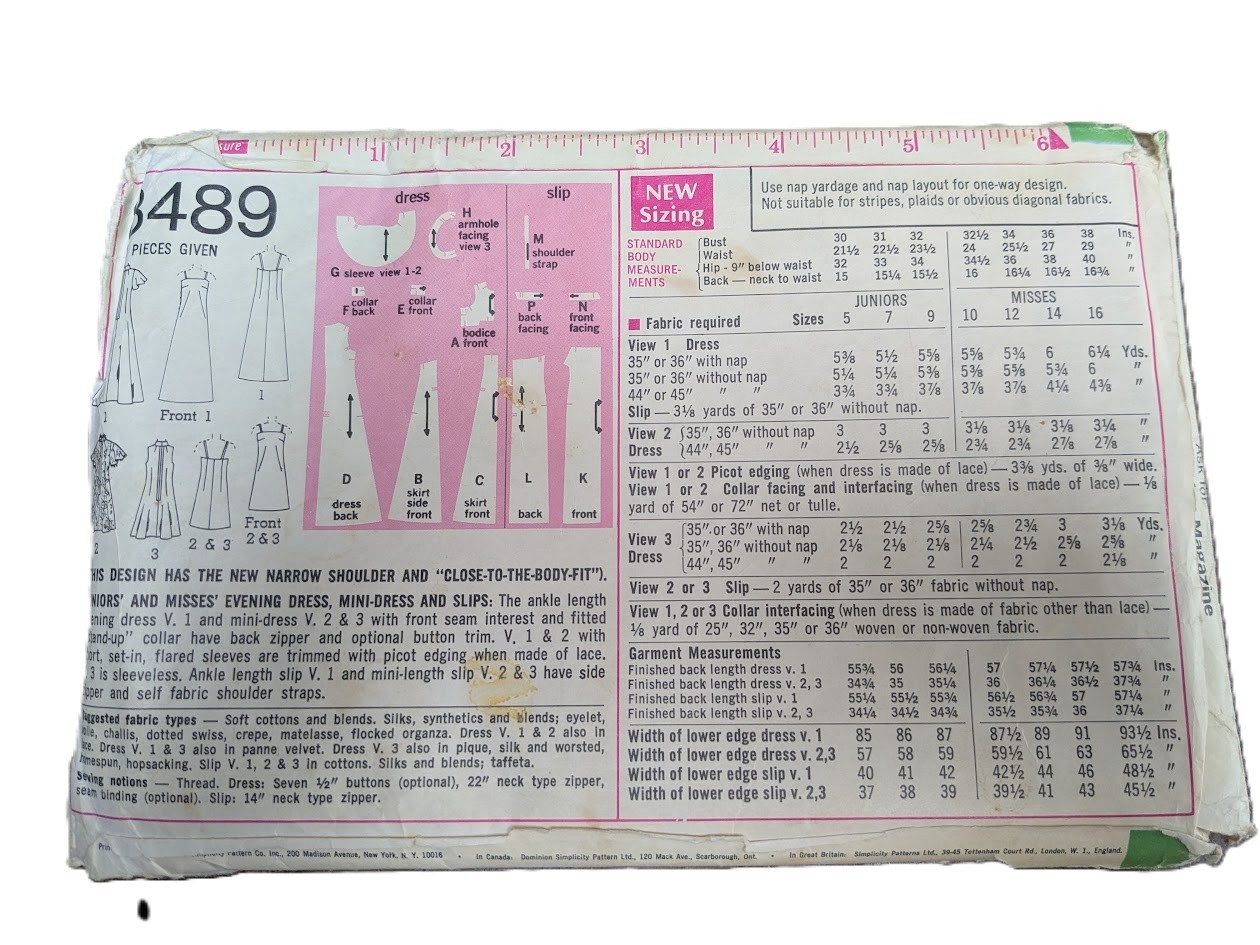 sure 1 2 3 4 5 6
3489
PIECES GIVEN
dress
slip
H
armhole
facing
view 3
G sleeve view 1-2
M
shoulder
strap
F collar
back
E collar
front
bodice
A front
P
back
facing
N
front
facing
D
dress
back
B
skirt
side
front
C
skirt
front
L
back
K
front
1
Front 1
1
2
3
2 & 3
Front
2 & 3
HIS DESIGN HAS THE NEW NARROW SHOULDER AND “CLOSE-TO-THE-BODY-FIT”).
NIORS' AND MISSES' EVENING DRESS, MINI-DRESS AND SLIPS: The ankle length
ening dress V. 1 and mini-dress V. 2 & 3 with front seam interest and fitted
and-up” collar have back zipper and optional button trim. V. 1 & 2 with
ort, set-in, flared sleeves are trimmed with picot edging when made of lace.
3 is sleeveless. Ankle length slip V. 1 and mini-length slip V. 2 & 3 have side
pper and self fabric shoulder straps.
uggested fabric types — Soft cottons and blends. Silks, synthetics and blends; eyelet,
oile, challis, dotted swiss, crepe, matelasse, flocked organza. Dress V. 1 & 2 also in
ace. Dress V. 1 & 3 also in panne velvet. Dress V. 3 also in pique, silk and worsted,
homespun, hopsacking. Slip V. 1, 2 & 3 in cottons. Silks and blends; taffeta.
Sewing notions — Thread. Dress: Seven ½” buttons (optional), 22” neck type zipper,
seam binding (optional). Slip: 14” neck type zipper.
NEW
Sizing
Use nap yardage and nap layout for one-way design.
Not suitable for stripes, plaids or obvious diagonal fabrics.
STANDARD
BODY
MEASURE-
MENTS
Bust 30 31 32 32½ 34 36 38 Ins.
Waist 21½ 22½ 23½ 24 25½ 27 29 ”
Hip - 9” below waist 32 33 34 34½ 36 38 40 ”
Back — neck to waist 15 15¼ 15½ 16 16¼ 16½ 16¾ ”
JUNIORS MISSES
Fabric required Sizes 5 7 9 10 12 14 16
View 1 Dress
35” or 36” with nap 5⅜ 5½ 5⅝ 5⅝ 5¾ 6 6¼ Yds.
35” or 36” without nap 5¼ 5¼ 5⅜ 5⅜ 5⅝ 5¾ 6 ”
44” or 45” ” ” 3¾ 3¾ 3⅞ 3⅞ 3⅞ 4¼ 4⅜ ”
Slip — 3⅛ yards of 35” or 36” without nap.
View 2 35”, 36” without nap 3 3 3 3⅛ 3⅛ 3⅛ 3¼ ”
Dress 44”, 45” ” ” 2½ 2⅝ 2⅝ 2¾ 2¾ 2⅞ 2⅞ ”
View 1 or 2 Picot edging (when dress is made of lace) — 3⅜ yds. of ⅜” wide.
View 1 or 2 Collar facing and interfacing (when dress is made of lace) — ⅛
yard of 54” or 72” net or tulle.
View 3
Dress
35” or 36” with nap 2½ 2½ 2⅝ 2⅝ 2¾ 3 3⅛ Yds.
35”, 36” without nap 2⅛ 2⅛ 2⅛ 2¼ 2½ 2⅝ 2⅝ ”
44”, 45” ” ” 2 2 2 2 2 2 2⅛ ”
View 2 or 3 Slip — 2 yards of 35” or 36” fabric without nap.
View 1, 2 or 3 Collar interfacing (when dress is made of fabric other than lace) —
⅛ yard of 25”, 32”, 35” or 36” woven or non-woven fabric.
Garment Measurements
Finished back length dress v. 1 55¾ 56 56¼ 57 57¼ 57½ 57¾ Ins.
Finished back length dress v. 2, 3 34¾ 35 35¼ 36 36¼ 36½ 37¾ ”
Finished back length slip v. 1 55¼ 55½ 55¾ 56½ 56¾ 57 57¼ ”
Finished back length slip v. 2, 3 34¼ 34½ 34¾ 35½ 35¾ 36 37¼ ”
Width of lower edge dress v. 1 85 86 87 87½ 89 91 93½ Ins.
Width of lower edge dress v. 2,3 57 58 59 59½ 61 63 65½ ”
Width of lower edge slip v. 1 40 41 42 42½ 44 46 48½ ”
Width of lower edge slip v. 2,3 37 38 39 39½ 41 43 45½ ”
Ask for Magazine
Prin
Pattern Co. Inc., 200 Madison Avenue, New York, N. Y. 10016 • In Canada: Dominion Simplicity Pattern Ltd., 120 Mack Ave., Scarborough, Ont. • In Great Britain: Simplicity Patterns Ltd., 39-45 Tottenham Court Rd., London, W. 1., England.